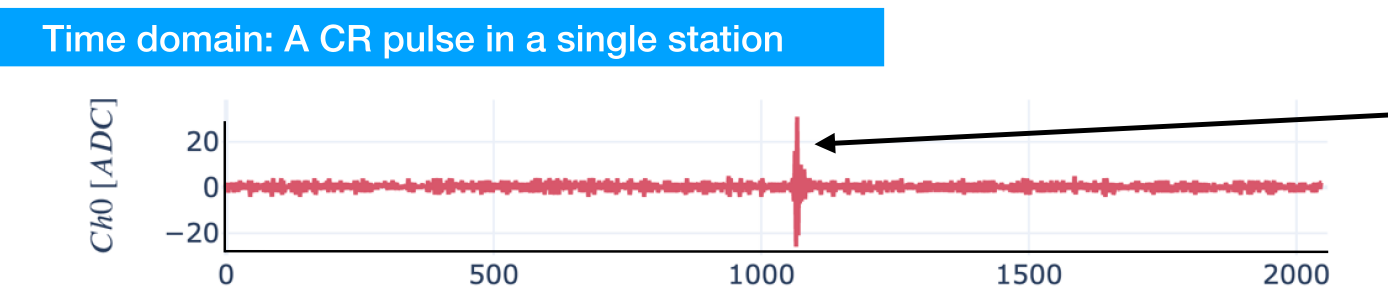 Time domain: A CR pulse in a single station
Ch0 [ADC]
20
0
−20
0 500 1000 1500 2000